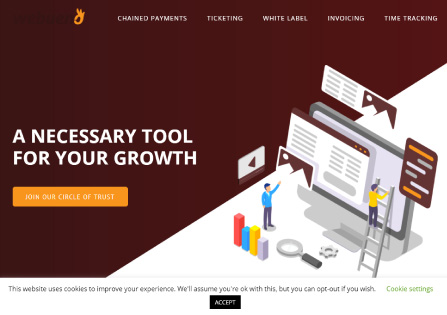 CHAINED PAYMENTS TICKETING WHITE LABEL INVOICING TIME TRACKING
A NECESSARY TOOL
FOR YOUR GROWTH
JOIN OUR CIRCLE OF TRUST
This website uses cookies to improve your experience. We'll assume you're ok with this, but you can opt-out if you wish. Cookie settings
ACCEPT